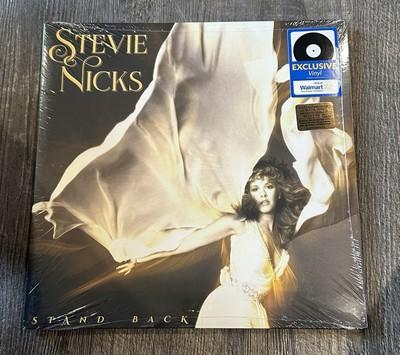 STEVIE
NICKS
EXCLUSIVE
Vinyl
Walmart
STAND BACK